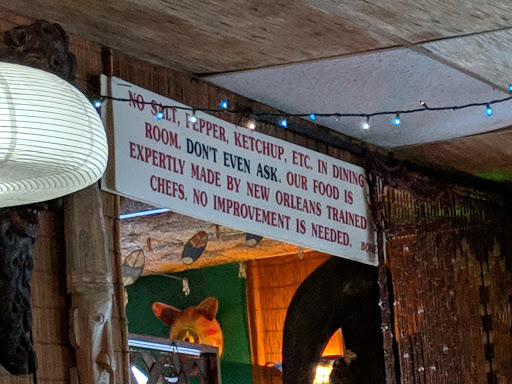 NO SALT, PEPPER, KETCHUP, ETC. IN DINING
ROOM. DON'T EVEN ASK. OUR FOOD IS
EXPERTLY MADE BY NEW ORLEANS TRAINED
CHEFS. NO IMPROVEMENT IS NEEDED.